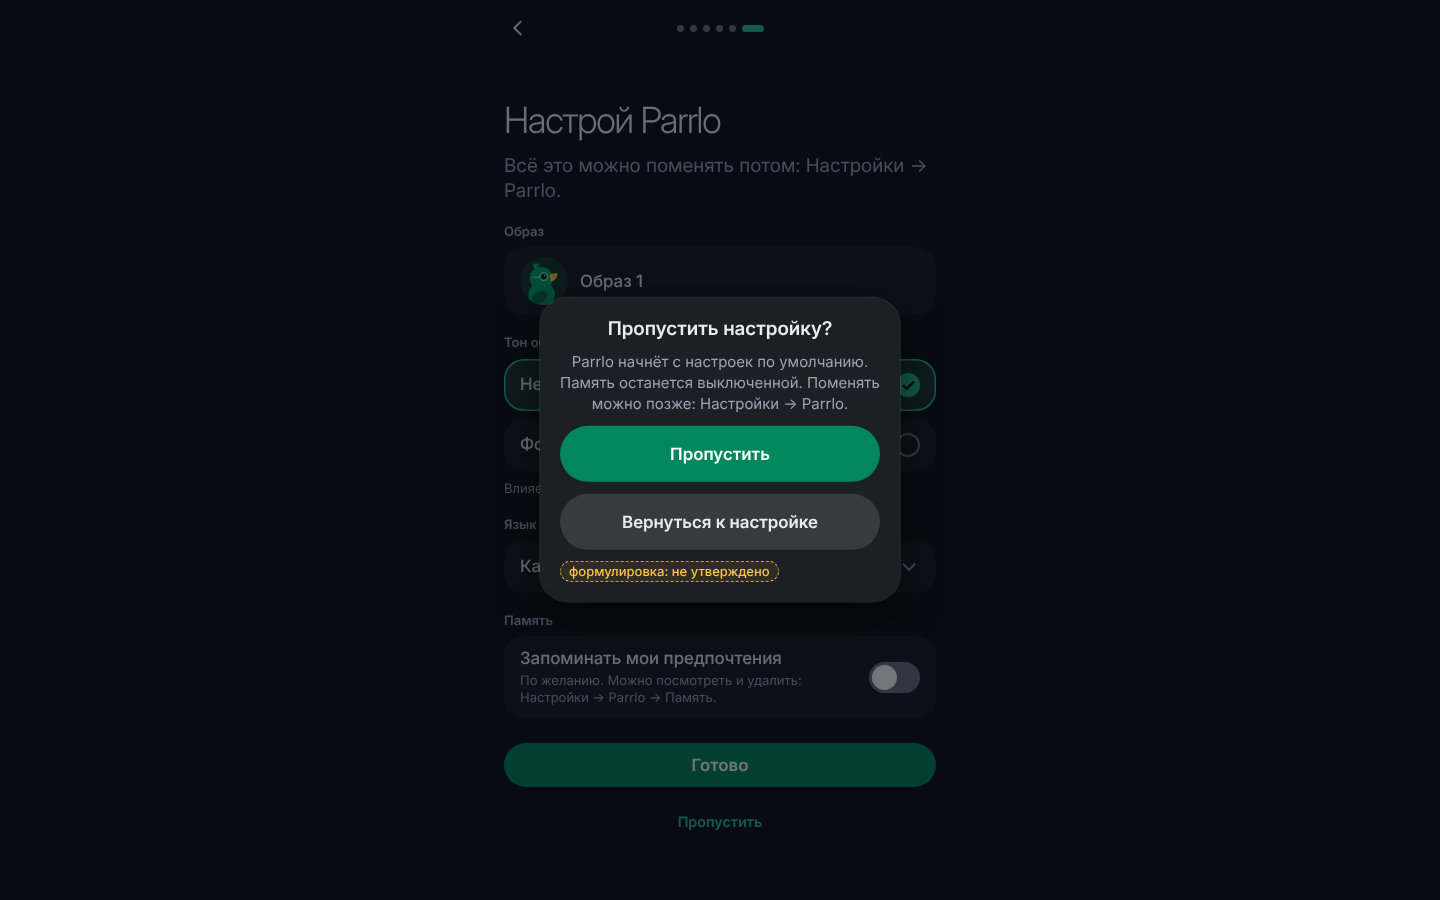 Настрой Parrlo
Всё это можно поменять потом: Настройки →
Parrlo.
Образ
Образ 1
Пропустить настройку?
Parrlo начнёт с настроек по умолчанию.
Память останется выключенной. Поменять
можно позже: Настройки → Parrlo.
Пропустить
Вернуться к настройке
формулировка: не утверждено
Язык
Память
Запоминать мои предпочтения
По желанию. Можно посмотреть и удалить:
Настройки → Parrlo → Память.
Готово
Пропустить